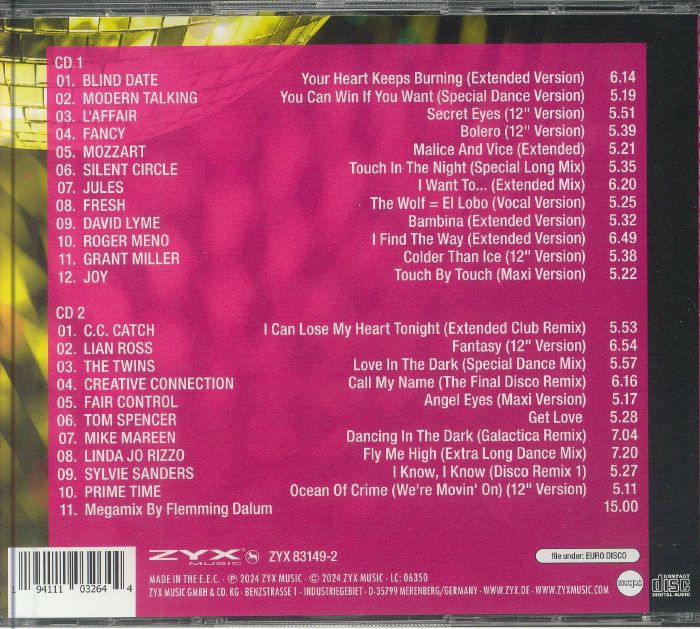 CD 1
01. BLIND DATE Your Heart Keeps Burning (Extended Version) 6.14
02. MODERN TALKING You Can Win If You Want (Special Dance Version) 5.19
03. L'AFFAIR Secret Eyes (12" Version) 5.51
04. FANCY Bolero (12" Version) 5.39
05. MOZZART Malice And Vice (Extended) 5.21
06. SILENT CIRCLE Touch In The Night (Special Long Mix) 5.35
07. JULES I Want To... (Extended Mix) 6.20
08. FRESH The Wolf = El Lobo (Vocal Version) 5.25
09. DAVID LYME Bambina (Extended Version) 5.32
10. ROGER MENO I Find The Way (Extended Version) 6.49
11. GRANT MILLER Colder Than Ice (12" Version) 5.38
12. JOY Touch By Touch (Maxi Version) 5.22
CD 2
01. C.C. CATCH I Can Lose My Heart Tonight (Extended Club Remix) 5.53
02. LIAN ROSS Fantasy (12" Version) 6.54
03. THE TWINS Love In The Dark (Special Dance Mix) 5.57
04. CREATIVE CONNECTION Call My Name (The Final Disco Remix) 6.16
05. FAIR CONTROL Angel Eyes (Maxi Version) 5.17
06. TOM SPENCER Get Love 5.28
07. MIKE MAREEN Dancing In The Dark (Galactica Remix) 7.04
08. LINDA JO RIZZO Fly Me High (Extra Long Dance Mix) 7.20
09. SYLVIE SANDERS I Know, I Know (Disco Remix 1) 5.27
10. PRIME TIME Ocean Of Crime (We're Movin' On) (12" Version) 5.11
11. Megamix By Flemming Dalum 15.00
ZYX MUSIC ZYX 83149-2 file under: EURO DISCO
1 94111 03264 4
MADE IN THE E.E.C. · ℗ 2024 ZYX MUSIC · © 2024 ZYX MUSIC · LC: 06350
ZYX MUSIC GMBH & CO. KG · BENZSTRASSE 1 · INDUSTRIEGEBIET · D-35799 MERENBERG/GERMANY · WWW.ZYX.DE · WWW.ZYXMUSIC.COM
mcps COMPACT disc DIGITAL AUDIO